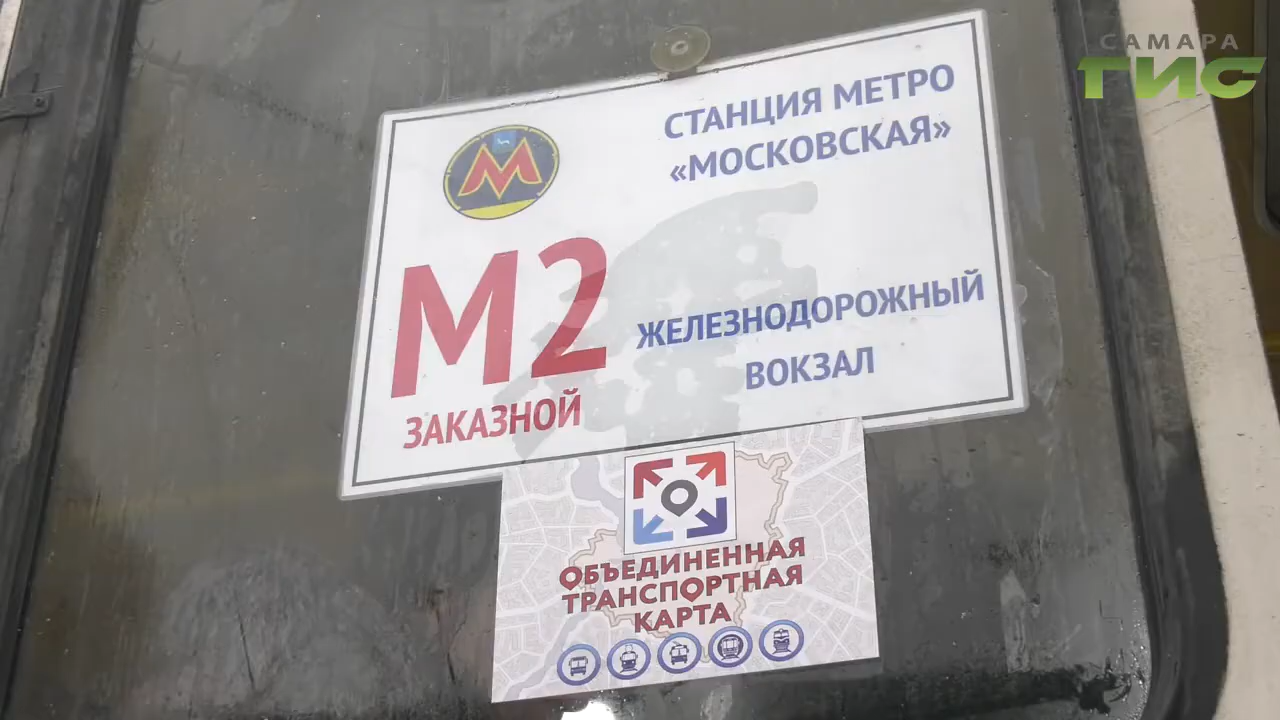 САМАРА
ГИС
М
СТАНЦИЯ МЕТРО
«МОСКОВСКАЯ»
М2
ЗАКАЗНОЙ
ЖЕЛЕЗНОДОРОЖНЫЙ
ВОКЗАЛ
ОБЪЕДИНЕННАЯ
ТРАНСПОРТНАЯ
КАРТА